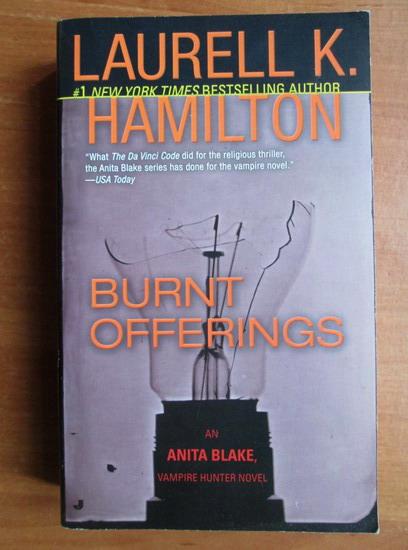 LAURELL K.
#1 NEW YORK TIMES BESTSELLING AUTHOR
HAMILTON
"What The Da Vinci Code did for the religious thriller,
the Anita Blake series has done for the vampire novel."
—USA Today
BURNT
OFFERINGS
AN
ANITA BLAKE,
VAMPIRE HUNTER NOVEL
J